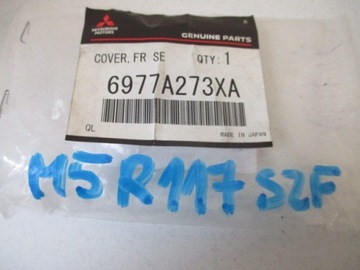 MITSUBISHI
MOTORS
GENUINE PARTS
COVER, FR SE QTY: 1
6977A273XA
QL
MADE IN JAPAN
M5 R117 S2F